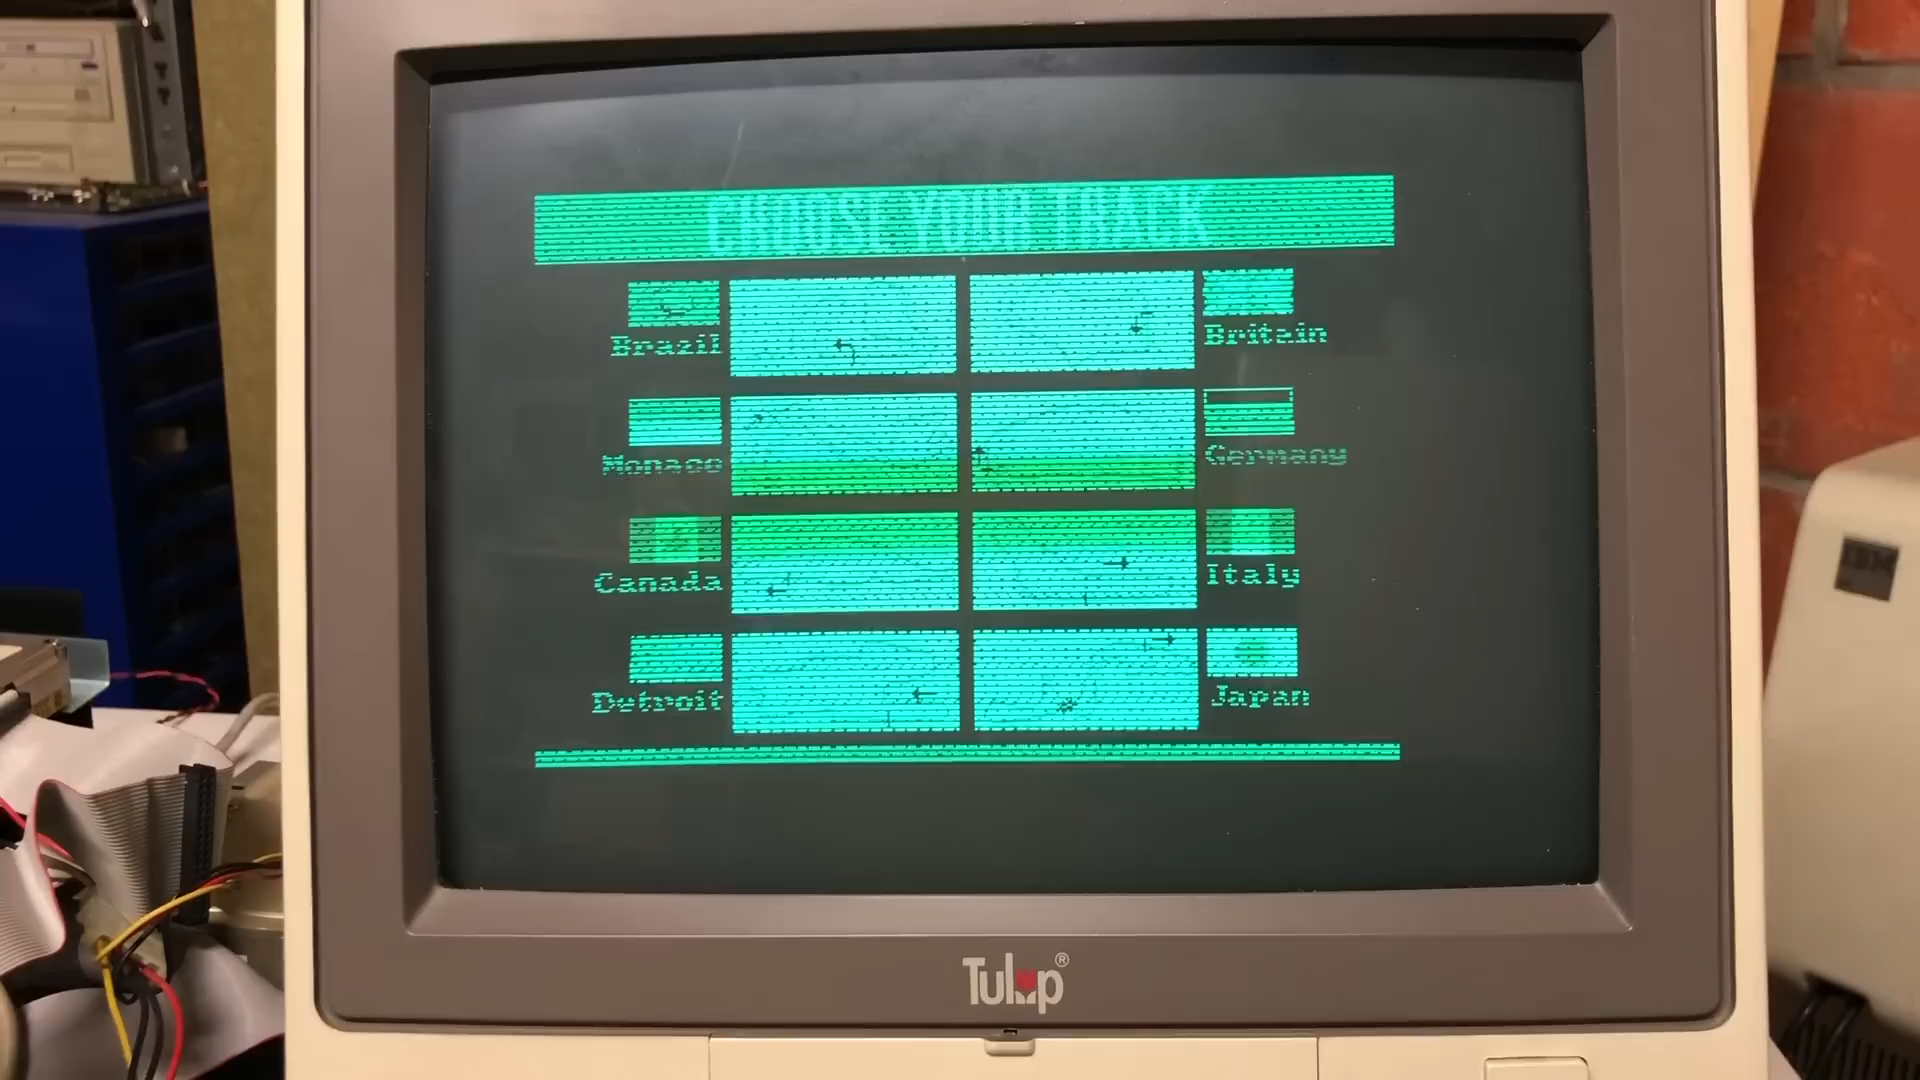 CHOOSE YOUR TRACK
Brazil
Britain
Monaco
Germany
Canada
Italy
Detroit
Japan
Tulip®
IBM